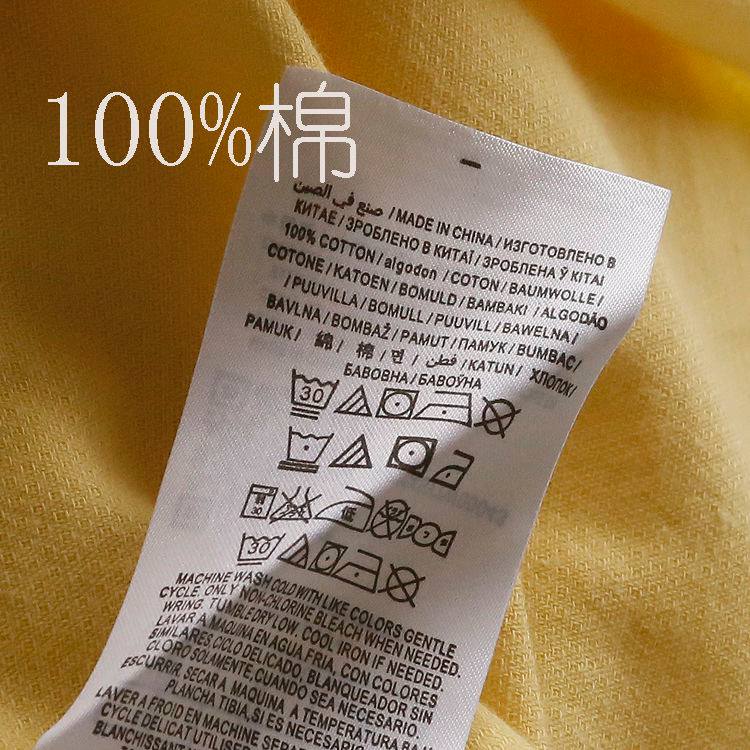 100%棉
صنع في الصين / MADE IN CHINA / ИЗГОТОВЛЕНО В
КИТАЕ / ЗРОБЛЕНО В КИТАЇ / ЗРОБЛЕНА Ў КІТАІ
100% COTTON / algodon / COTON / BAUMWOLLE /
COTONE / KATOEN / BOMULD / BAMBAKI / ALGODÃO
/ PUUVILLA / BOMULL / PUUVILL / BAWELNA /
BAVLNA / BOMBAŽ / PAMUT / ПАМУК / BUMBAC /
PAMUK / 綿 / 棉 / 면 / قطن / KATUN / ХЛОПОК /
БАВОВНА / БАВОЎНА
30
30
低
30
MACHINE WASH COLD WITH LIKE COLORS GENTLE
CYCLE. ONLY NON-CHLORINE BLEACH WHEN NEEDED.
WRING. TUMBLE DRY LOW, COOL IRON IF NEEDED.
LAVAR A MAQUINA EN AGUA FRIA, CON COLORES
SIMILARES CICLO DELICADO, BLANQUEADOR SIN
CLORO SOLAMENTE, CUANDO SEA NECESARIO.
ESCURRIR, SECAR A MAQUINA A TEMPERATURA BAJA
PLANCHA TIBIA, SI ES NECESARIO
LAVER A FROID EN MACHINE SEPAR
CYCLE DELICAT UTILISER
BLANCHISSANT